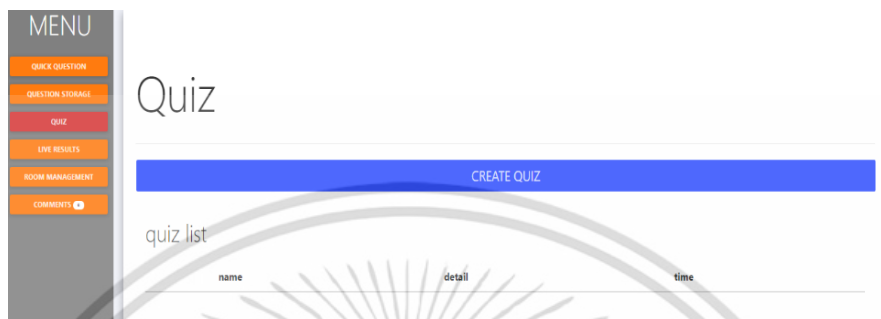 MENU
QUICK QUESTION
QUESTION STORAGE
QUIZ
LIVE RESULTS
ROOM MANAGEMENT
COMMENTS
Quiz
CREATE QUIZ
quiz list
name detail time